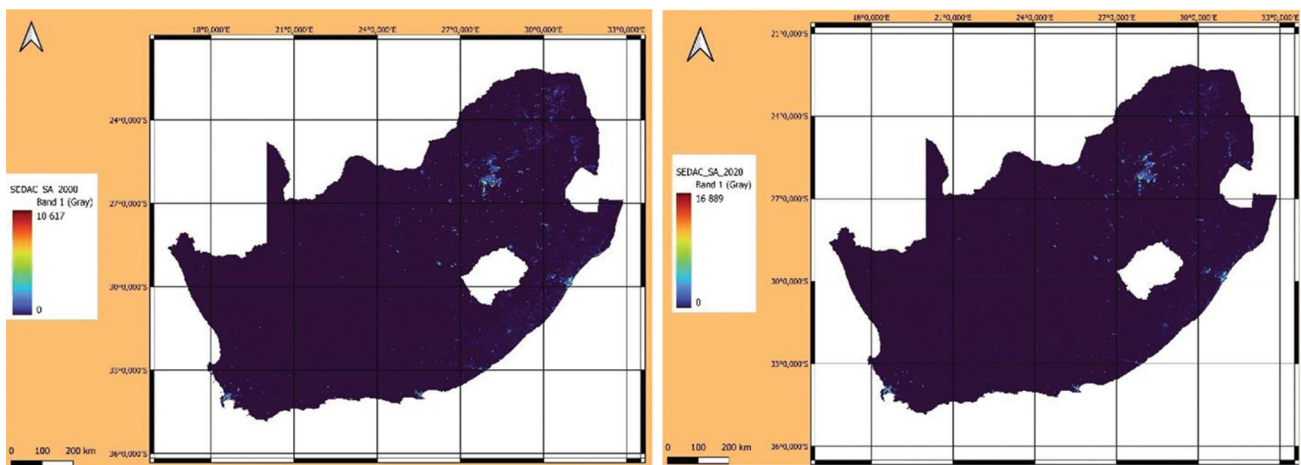 18°0,000'E 21°0,000'E 24°0,000'E 27°0,000'E 30°0,000'E 33°0,000'E
24°0,000'S
SEDAC_SA_2000
Band 1 (Gray)
10 617
0
27°0,000'S
30°0,000'S
33°0,000'S
36°0,000'S
0 100 200 km
18°0,000'E 21°0,000'E 24°0,000'E 27°0,000'E 30°0,000'E 33°0,000'E
21°0,000'S
24°0,000'S
SEDAC_SA_2020
Band 1 (Gray)
16 889
0
27°0,000'S
30°0,000'S
33°0,000'S
36°0,000'S
0 100 200 km